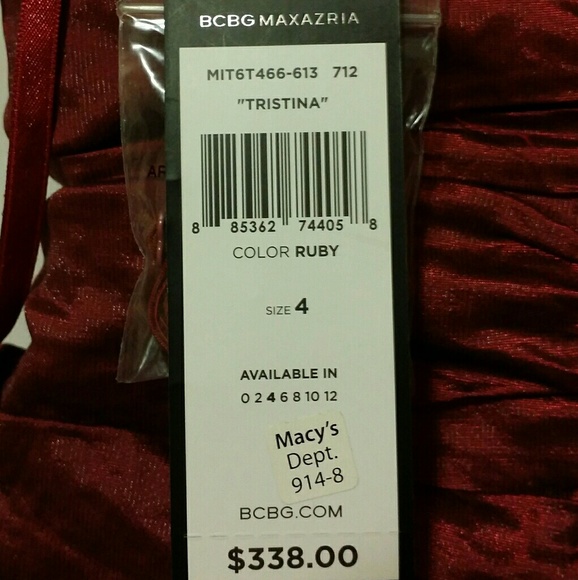 BCBGMAXAZRIA
MIT6T466-613 712
"TRISTINA"
AR
8 85362 74405 8
COLOR RUBY
SIZE 4
AVAILABLE IN
0 2 4 6 8 10 12
Macy's
Dept.
914-8
BCBG.COM
$338.00